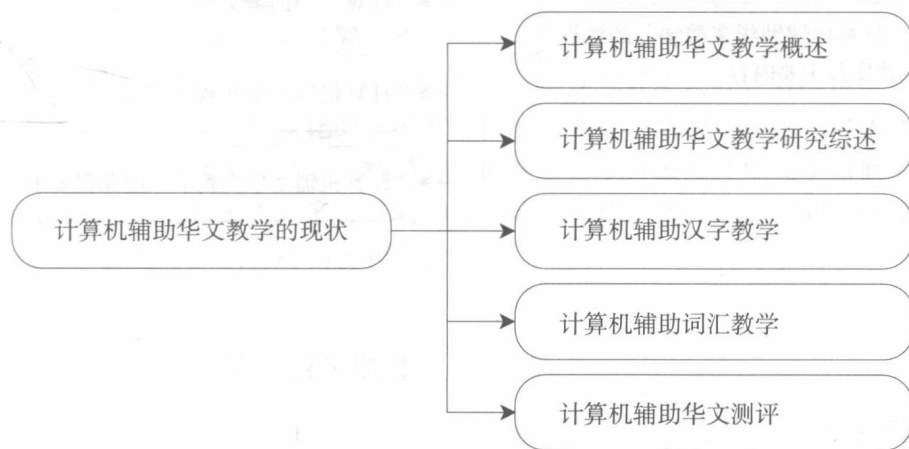 计算机辅助华文教学的现状
计算机辅助华文教学概述
计算机辅助华文教学研究综述
计算机辅助汉字教学
计算机辅助词汇教学
计算机辅助华文测评